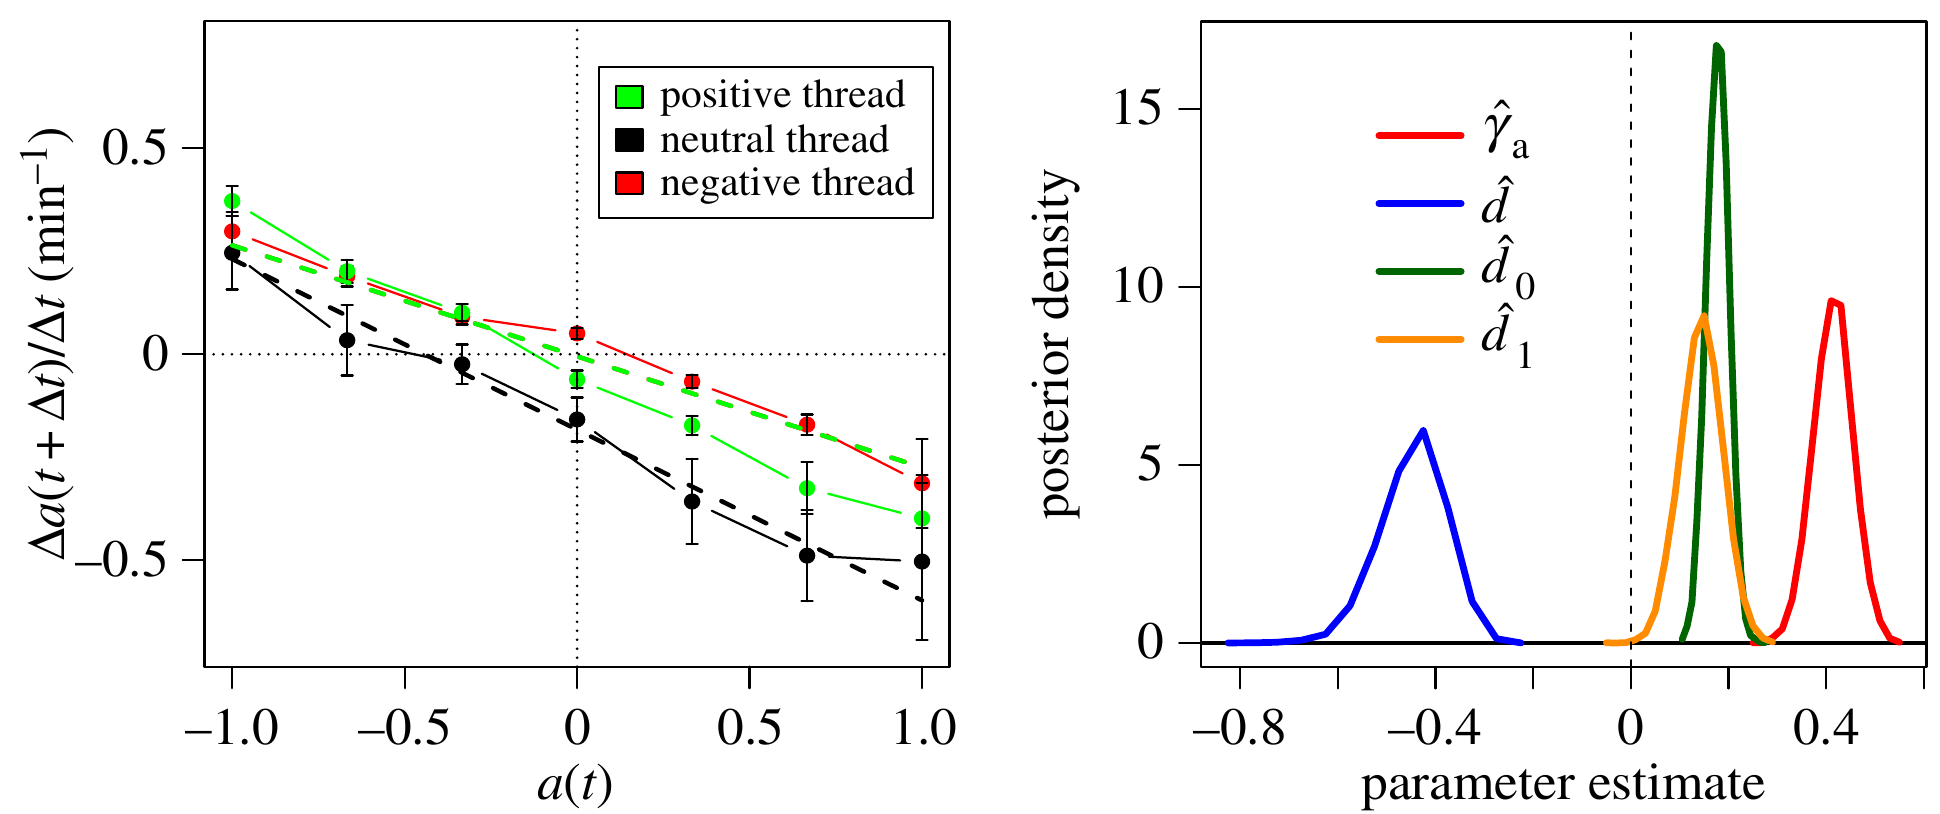 positive thread
neutral thread
negative thread
0.5
0
–0.5
Δa(t + Δt)/Δt (min⁻¹)
–1.0 –0.5 0 0.5 1.0
a(t)
γ̂ₐ
d̂
d̂₀
d̂₁
15
10
5
0
posterior density
–0.8 –0.4 0 0.4
parameter estimate